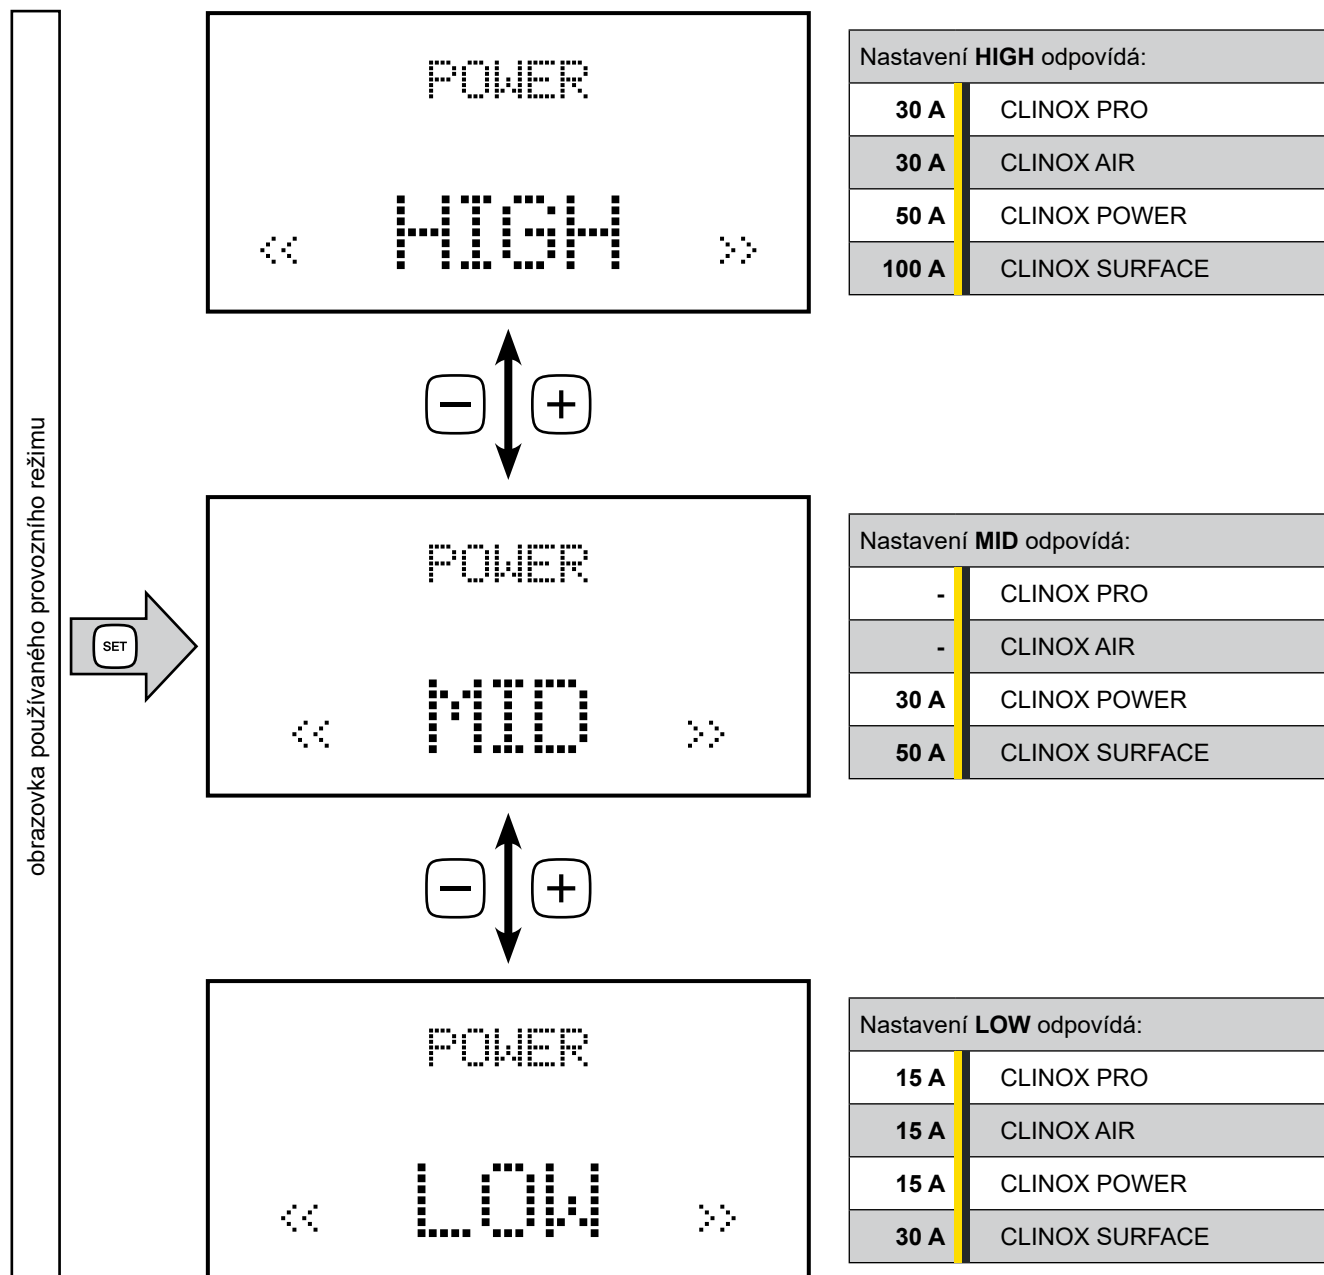 obrazovka používaného provozního režimu
SET
POWER
<< HIGH >>
Nastavení HIGH odpovídá:
30 A CLINOX PRO
30 A CLINOX AIR
50 A CLINOX POWER
100 A CLINOX SURFACE
- +
POWER
<< MID >>
Nastavení MID odpovídá:
- CLINOX PRO
- CLINOX AIR
30 A CLINOX POWER
50 A CLINOX SURFACE
- +
POWER
<< LOW >>
Nastavení LOW odpovídá:
15 A CLINOX PRO
15 A CLINOX AIR
15 A CLINOX POWER
30 A CLINOX SURFACE